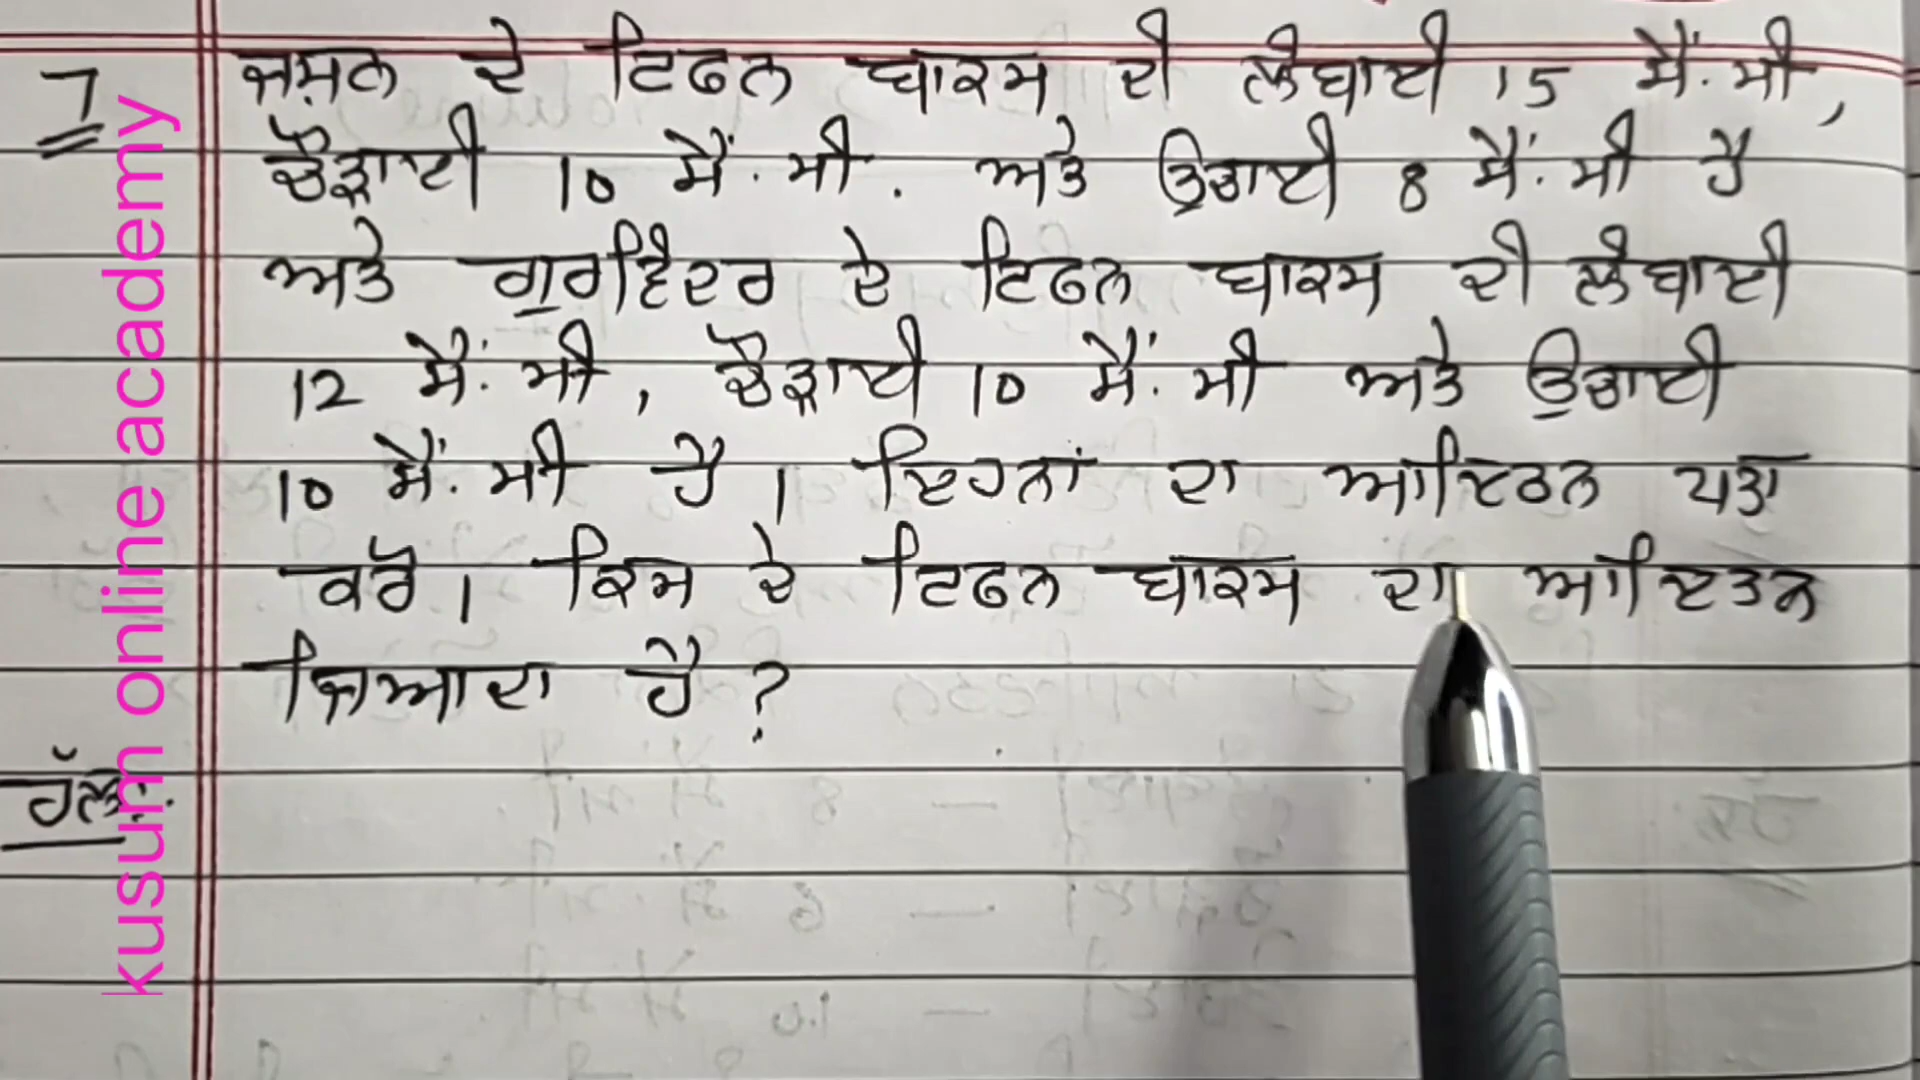 7 ਜਸ਼ਨ ਦੇ ਟਿਫਨ ਬਾਕਸ ਦੀ ਲੰਬਾਈ 15 ਸੈਂ.ਮੀ,
ਚੌੜਾਈ 10 ਸੈਂ.ਮੀ. ਅਤੇ ਉਚਾਈ 8 ਸੈਂ.ਮੀ ਹੈ
ਅਤੇ ਗੁਰਵਿੰਦਰ ਦੇ ਟਿਫਨ ਬਾਕਸ ਦੀ ਲੰਬਾਈ
12 ਸੈਂ.ਮੀ, ਚੌੜਾਈ 10 ਸੈਂ.ਮੀ ਅਤੇ ਉਚਾਈ
10 ਸੈਂ.ਮੀ ਹੈ। ਇਹਨਾਂ ਦਾ ਆਇਤਨ ਪਤਾ
ਕਰੋ। ਕਿਸ ਦੇ ਟਿਫਨ ਬਾਕਸ ਦਾ ਆਇਤਨ
ਜ਼ਿਆਦਾ ਹੈ?
ਹੱਲ:
kusum online academy